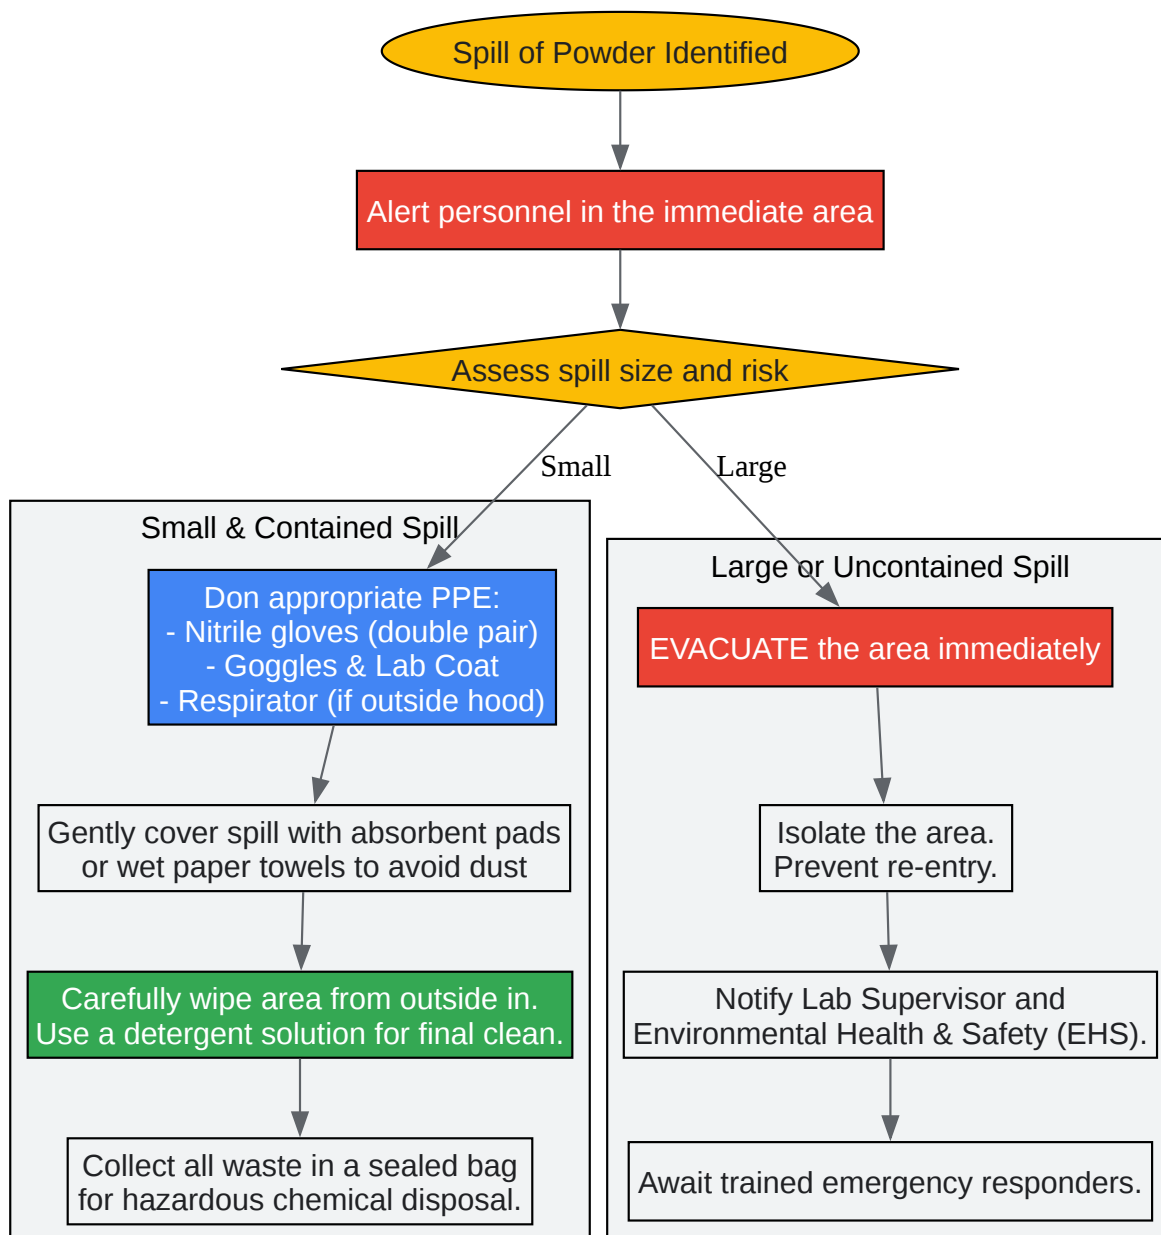 Spill of Powder Identified
Alert personnel in the immediate area
Assess spill size and risk
Small
Large
Small & Contained Spill
Don appropriate PPE:
- Nitrile gloves (double pair)
- Goggles & Lab Coat
- Respirator (if outside hood)
Gently cover spill with absorbent pads
or wet paper towels to avoid dust
Carefully wipe area from outside in.
Use a detergent solution for final clean.
Collect all waste in a sealed bag
for hazardous chemical disposal.
Large or Uncontained Spill
EVACUATE the area immediately
Isolate the area.
Prevent re-entry.
Notify Lab Supervisor and
Environmental Health & Safety (EHS).
Await trained emergency responders.